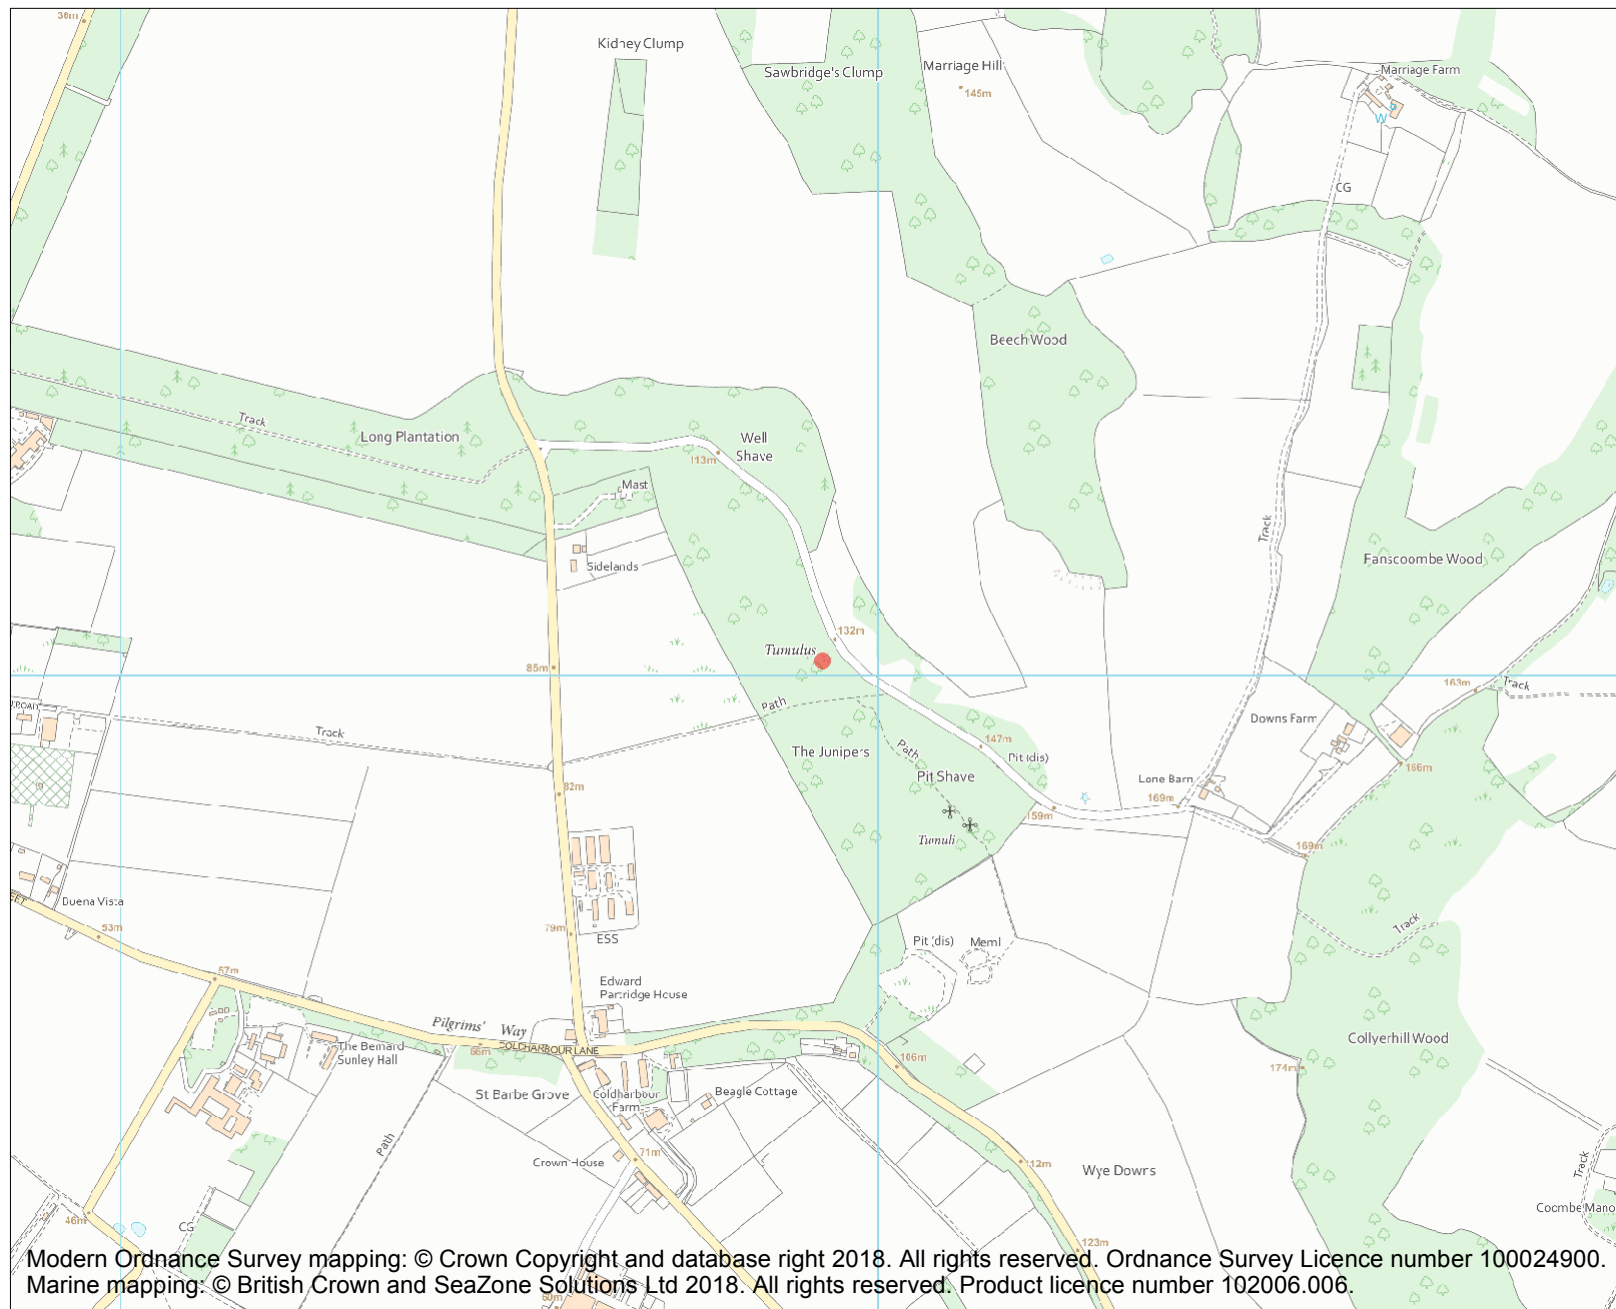 38m
Kidney Clump
Sawbridge's Clump
Marriage Hill
145m
Marriage Farm
W
CG
Beech Wood
Track
Long Plantation
Well
Shave
113m
Mast
Track
Sidelands
Fanscoombe Wood
132m
Tumulus
85m
163m
Track
Path
Track
Downs Farm
The Junipers
Path
147m
Pit (dis)
Pit Shave
166m
Lone Barn
82m
169m
159m
Tumuli
169m
Buena Vista
53m
79m
ESS
Track
Pit (dis)
Meml
57m
Edward
Partridge House
Pilgrims' Way
COLDHARBOUR LANE
66m
The Bernard
Sunley Hall
Collyerhill Wood
106m
174m
St Barbe Grove
Coldharbour
Farm
Beagle Cottage
Path
Crown House
71m
112m
Wye Downs
Track
46m
CG
Coombe Mano
123m
Modern Ordnance Survey mapping: © Crown Copyright and database right 2018. All rights reserved. Ordnance Survey Licence number 100024900.
Marine mapping: © British Crown and SeaZone Solutions Ltd 2018. All rights reserved. Product licence number 102006.006.
60m